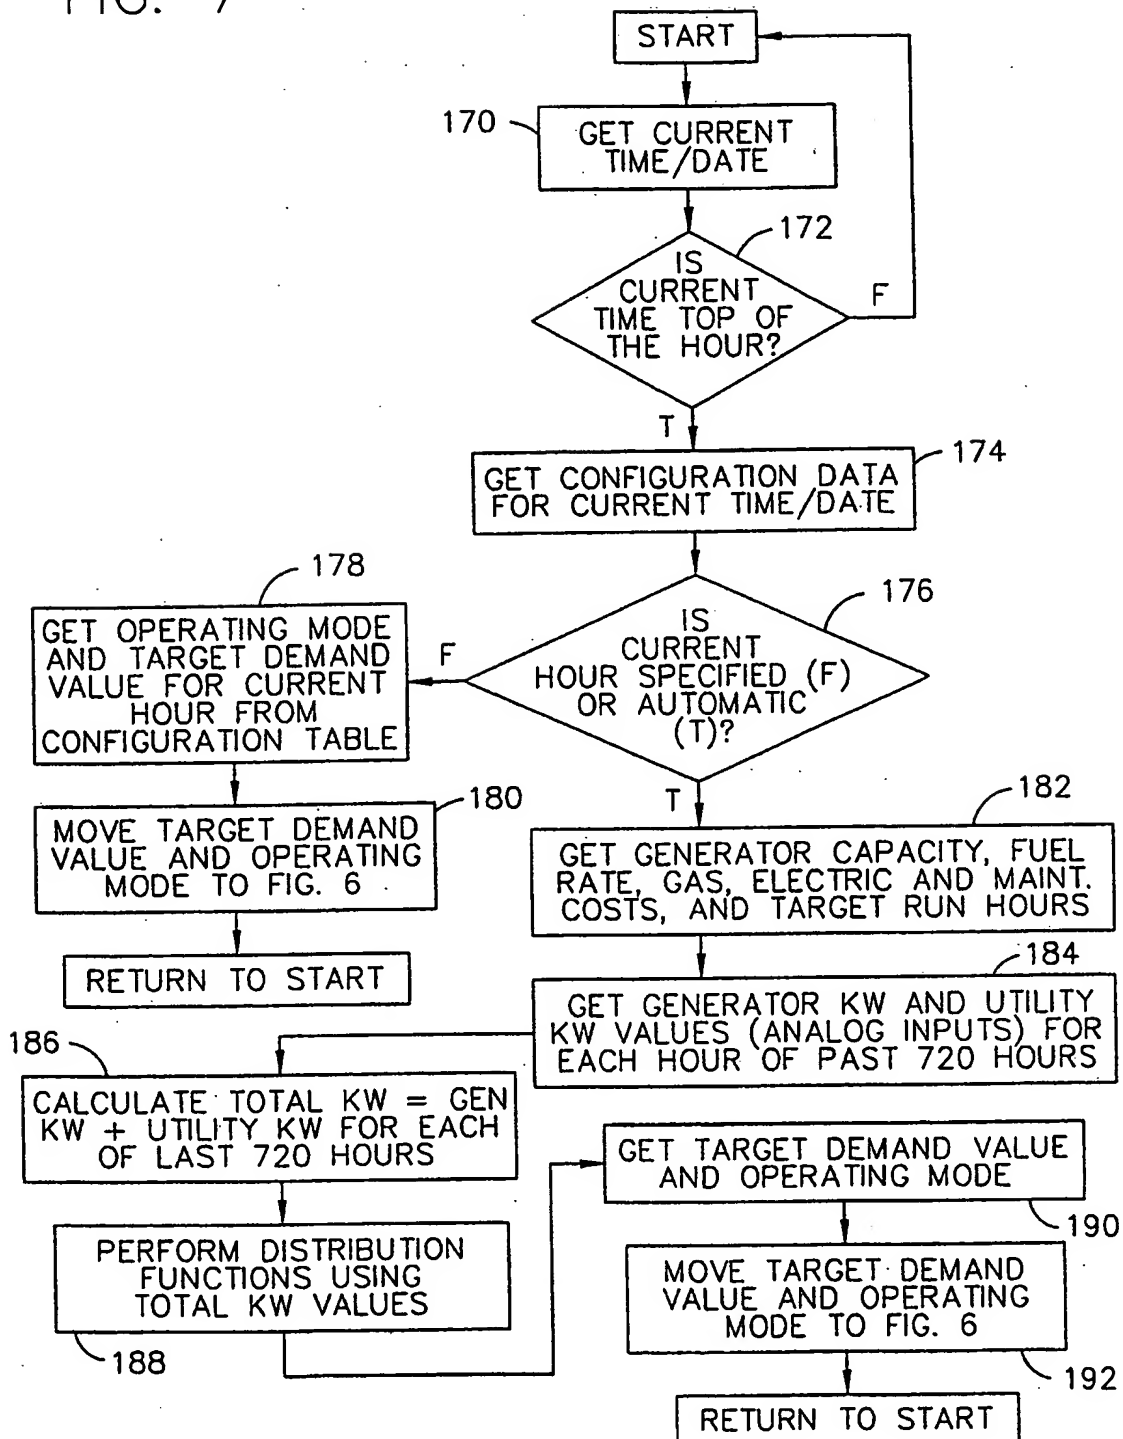 FIG. 7
START
170
GET CURRENT
TIME/DATE
172
IS
CURRENT
TIME TOP OF
THE HOUR?
F
T
174
GET CONFIGURATION DATA
FOR CURRENT TIME/DATE
176
IS
CURRENT
HOUR SPECIFIED (F)
OR AUTOMATIC
(T)?
F
178
GET OPERATING MODE
AND TARGET DEMAND
VALUE FOR CURRENT
HOUR FROM
CONFIGURATION TABLE
180
MOVE TARGET DEMAND
VALUE AND OPERATING
MODE TO FIG. 6
RETURN TO START
T
182
GET GENERATOR CAPACITY, FUEL
RATE, GAS, ELECTRIC AND MAINT.
COSTS, AND TARGET RUN HOURS
184
GET GENERATOR KW AND UTILITY
KW VALUES (ANALOG INPUTS) FOR
EACH HOUR OF PAST 720 HOURS
186
CALCULATE TOTAL KW = GEN
KW + UTILITY KW FOR EACH
OF LAST 720 HOURS
PERFORM DISTRIBUTION
FUNCTIONS USING
TOTAL KW VALUES
188
GET TARGET DEMAND VALUE
AND OPERATING MODE
190
MOVE TARGET DEMAND
VALUE AND OPERATING
MODE TO FIG. 6
192
RETURN TO START